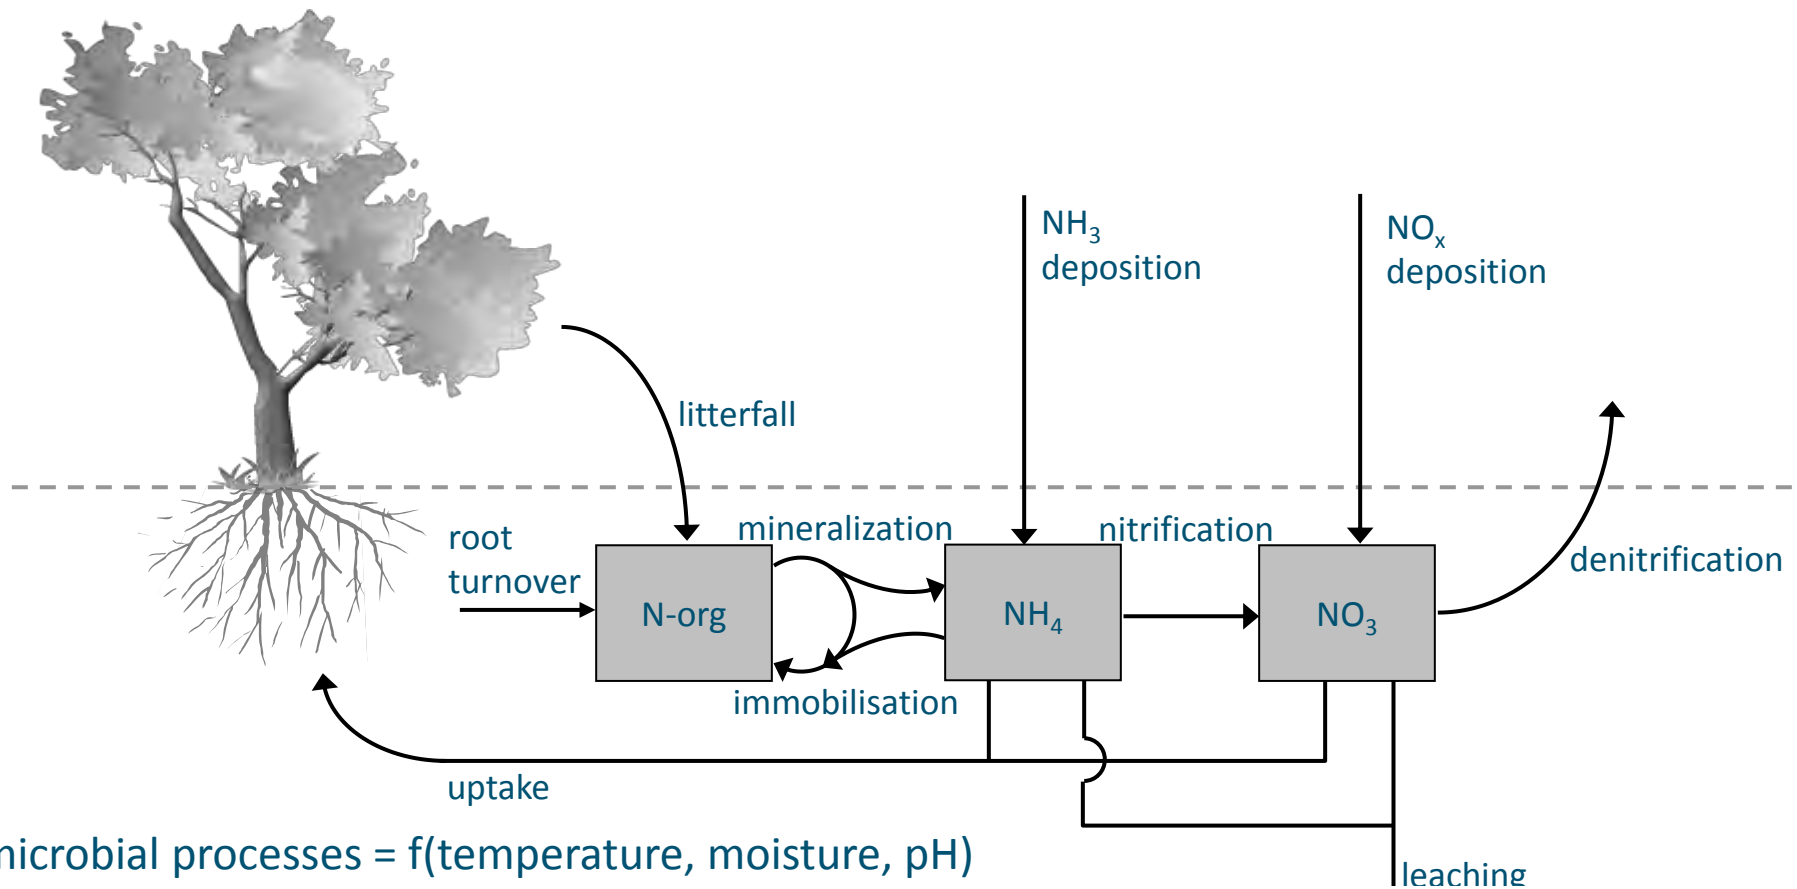 NH₃
deposition
NOₓ
deposition
litterfall
root
turnover
mineralization
nitrification
denitrification
N-org
NH₄
NO₃
immobilisation
uptake
microbial processes = f(temperature, moisture, pH)
leaching